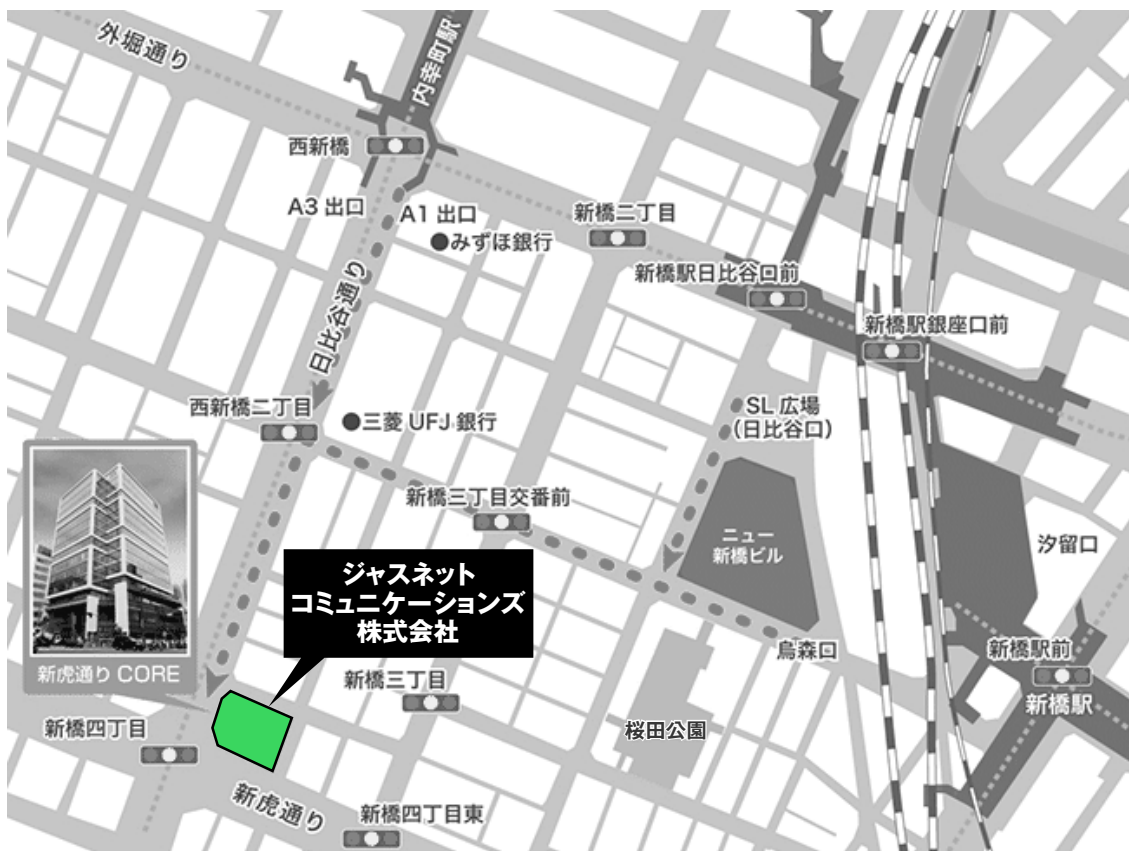 外堀通り
内幸町駅
西新橋
A3 出口
A1 出口
みずほ銀行
新橋二丁目
新橋駅日比谷口前
新橋駅銀座口前
日比谷通り
西新橋二丁目
三菱 UFJ 銀行
SL 広場
(日比谷口)
新橋三丁目交番前
ニュー
新橋ビル
汐留口
ジャスネット
コミュニケーションズ
株式会社
烏森口
新橋駅前
新橋駅
新虎通り CORE
新橋三丁目
桜田公園
新橋四丁目
新虎通り
新橋四丁目東